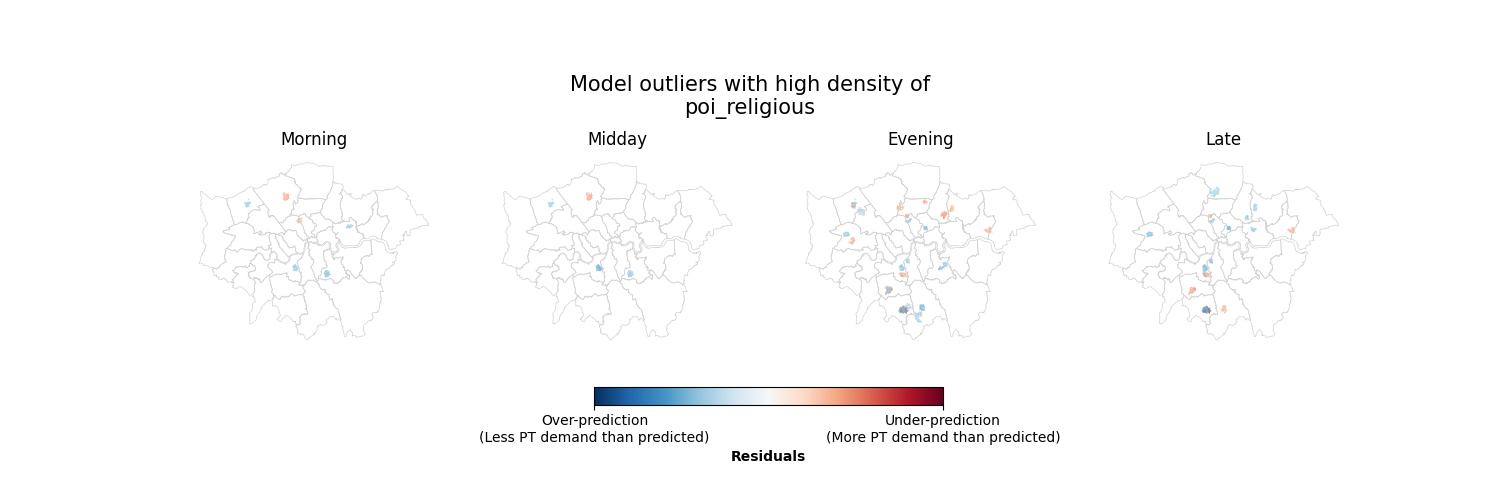 Model outliers with high density of
poi_religious
Morning
Midday
Evening
Late
Over-prediction
(Less PT demand than predicted)
Under-prediction
(More PT demand than predicted)
Residuals